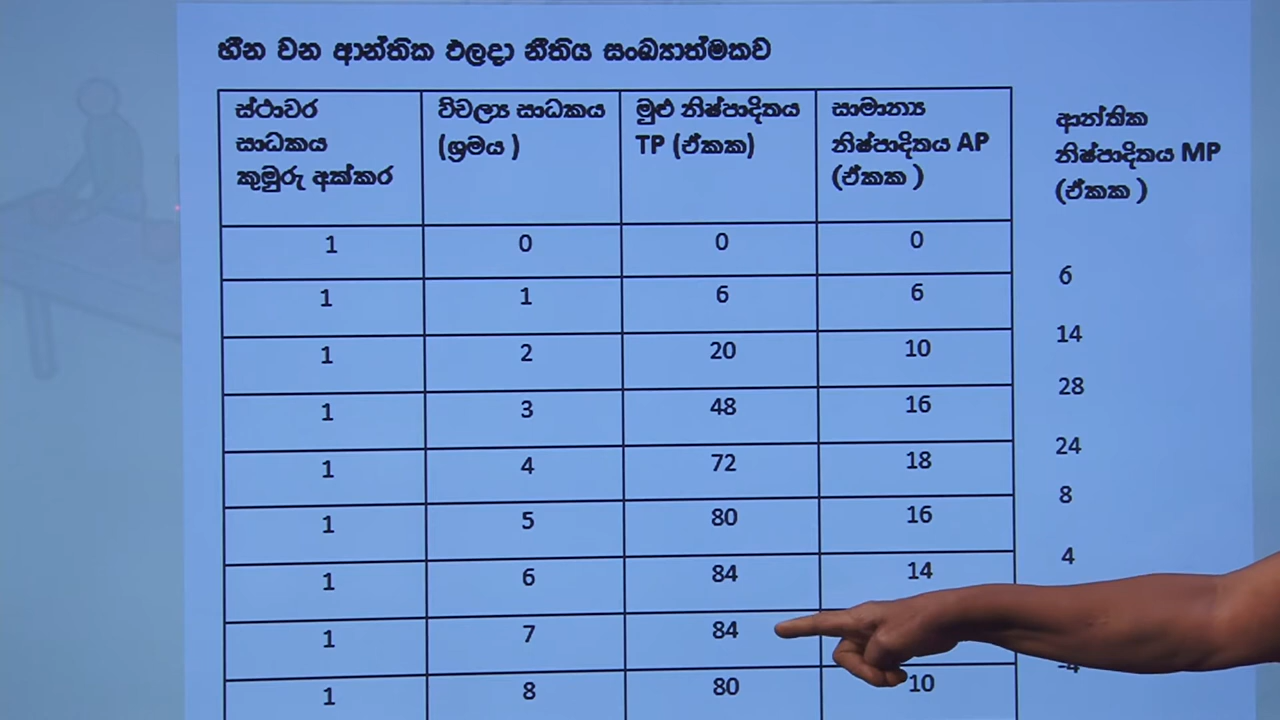 හීන වන ආන්තික ඵලදා නීතිය සංඛ්‍යාත්මකව
ස්ථාවර සාධකය කුඹුරු අක්කර | විචල්‍ය සාධකය (ශ්‍රමය ) | මුළු නිෂ්පාදිතය TP (ඒකක) | සාමාන්‍ය නිෂ්පාදිතය AP (ඒකක ) | ආන්තික නිෂ්පාදිතය MP (ඒකක )
1 0 0 0
6
1 1 6 6
14
1 2 20 10
28
1 3 48 16
24
1 4 72 18
8
1 5 80 16
4
1 6 84 14
1 7 84
-4
1 8 80 10